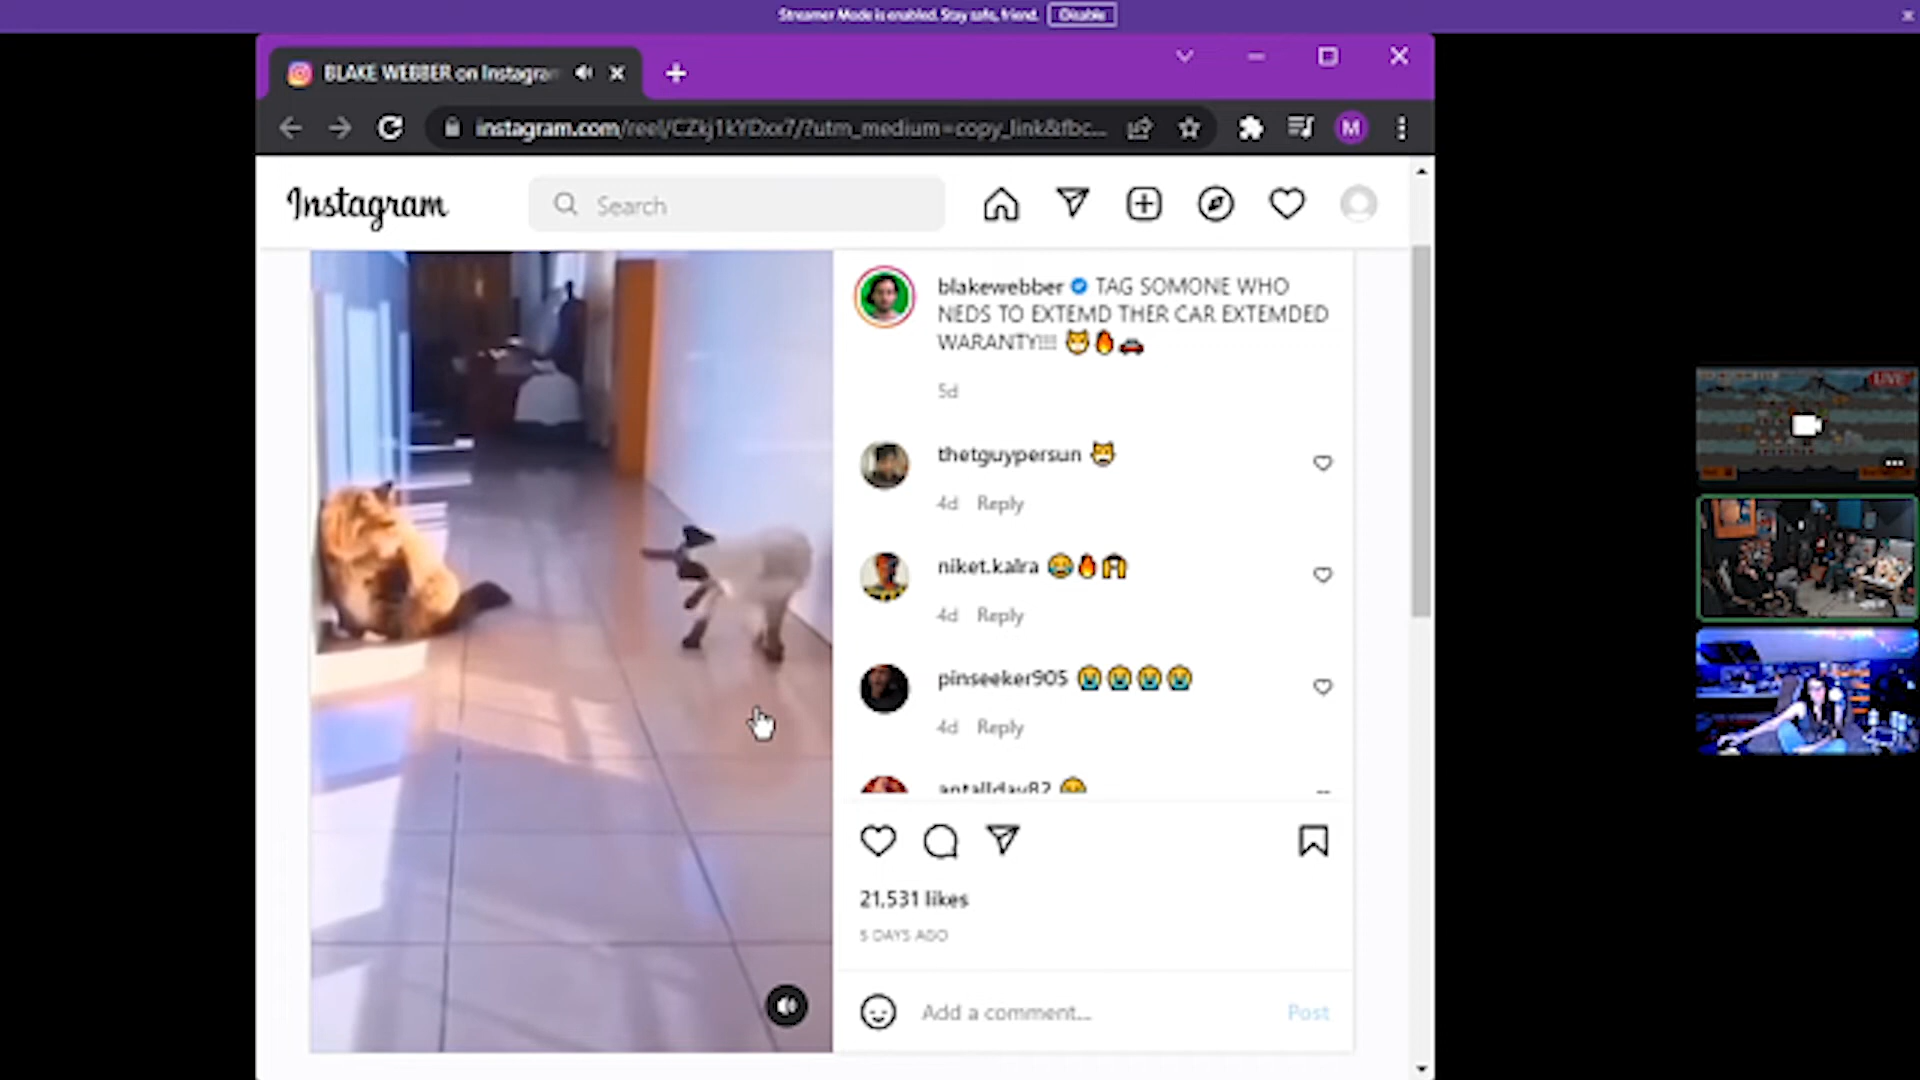 Streamer Mode is enabled. Stay safe, friend. Disable
BLAKE WEBBER on Instagram
instagram.com/reel/CZkj1kYDxx7/?utm_medium=copy_link&fbc...
M
Instagram
Search
blakewebber TAG SOMONE WHO
NEDS TO EXTEMD THER CAR EXTEMDED
WARANTY!!!
5d
thetguypersun
4d Reply
niket.kalra
4d Reply
pinseeker905
4d Reply
antallday82
21,531 likes
5 DAYS AGO
Add a comment...
Post
LIVE